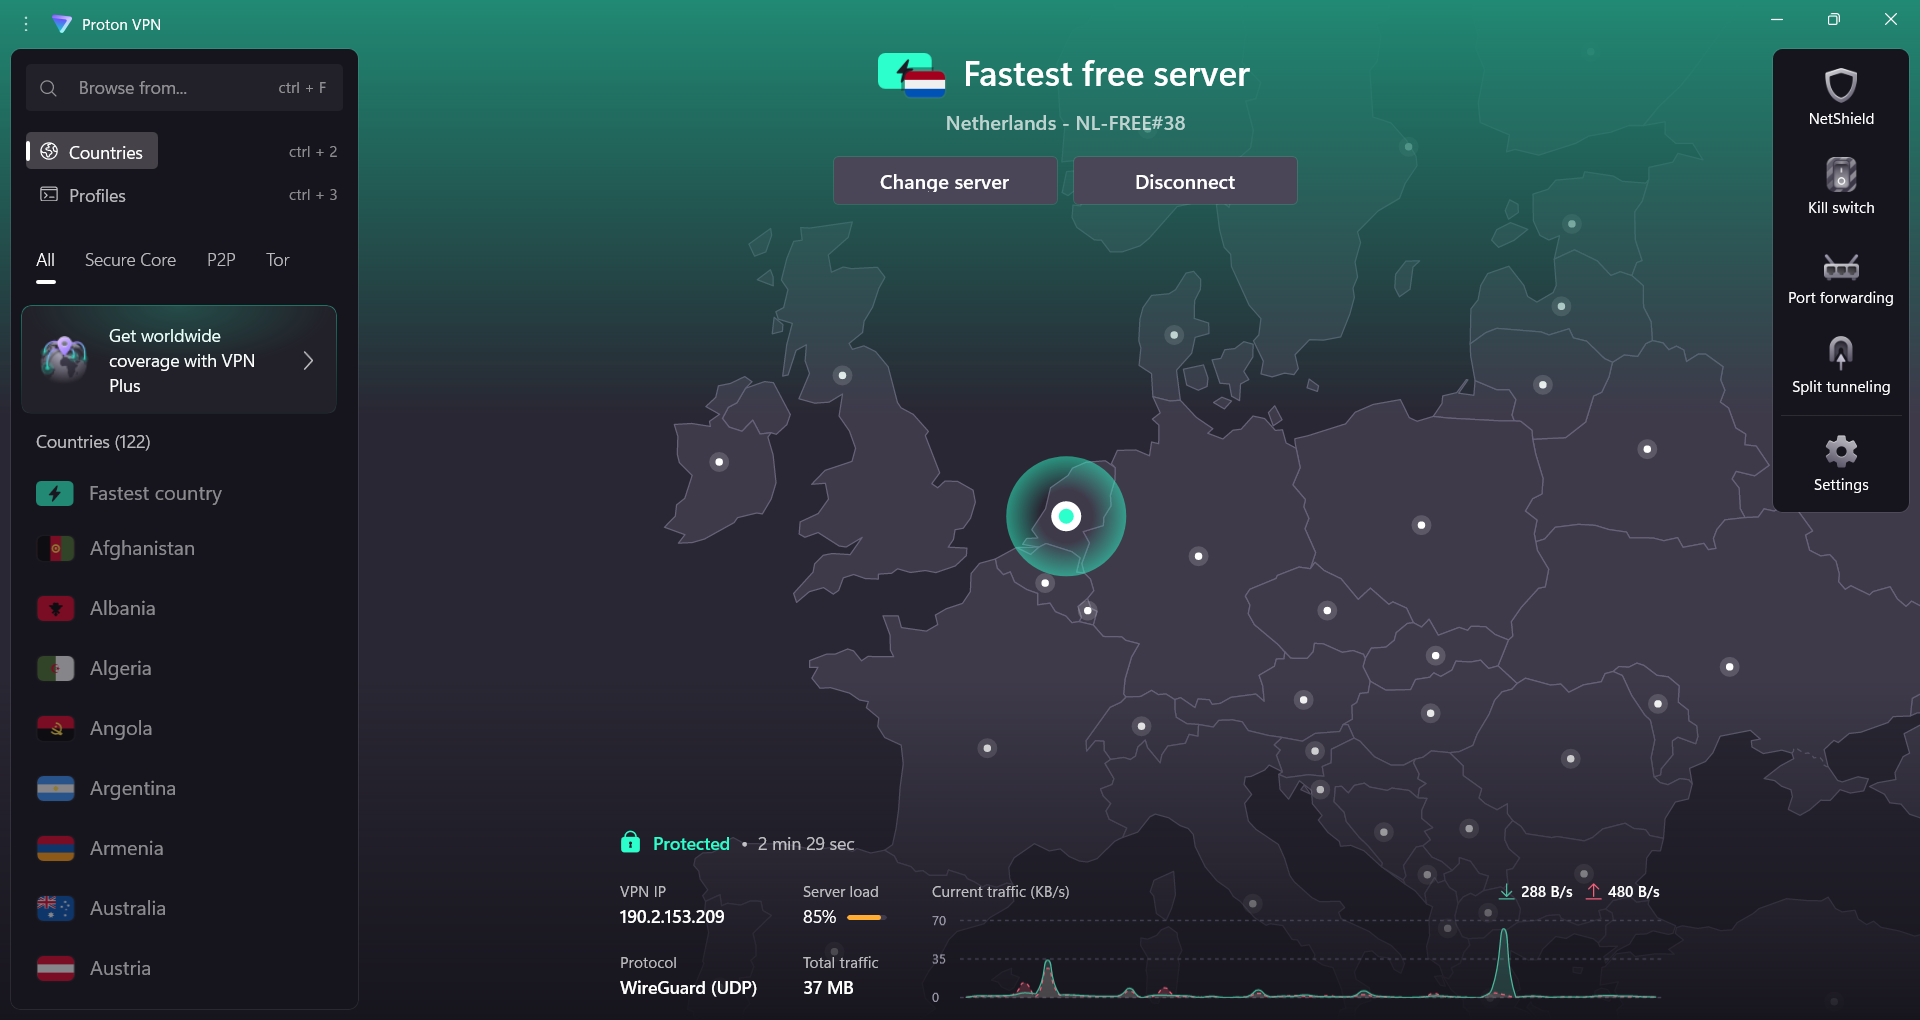 Proton VPN
Browse from...
ctrl + F
Countries
ctrl + 2
Profiles
ctrl + 3
All
Secure Core
P2P
Tor
Get worldwide
coverage with VPN
Plus
Countries (122)
Fastest country
Afghanistan
Albania
Algeria
Angola
Argentina
Armenia
Australia
Austria
Fastest free server
Netherlands - NL-FREE#38
Change server
Disconnect
Protected • 2 min 29 sec
VPN IP
190.2.153.209
Server load
85%
Protocol
WireGuard (UDP)
Total traffic
37 MB
Current traffic (KB/s)
288 B/s
480 B/s
70
35
0
NetShield
Kill switch
Port forwarding
Split tunneling
Settings